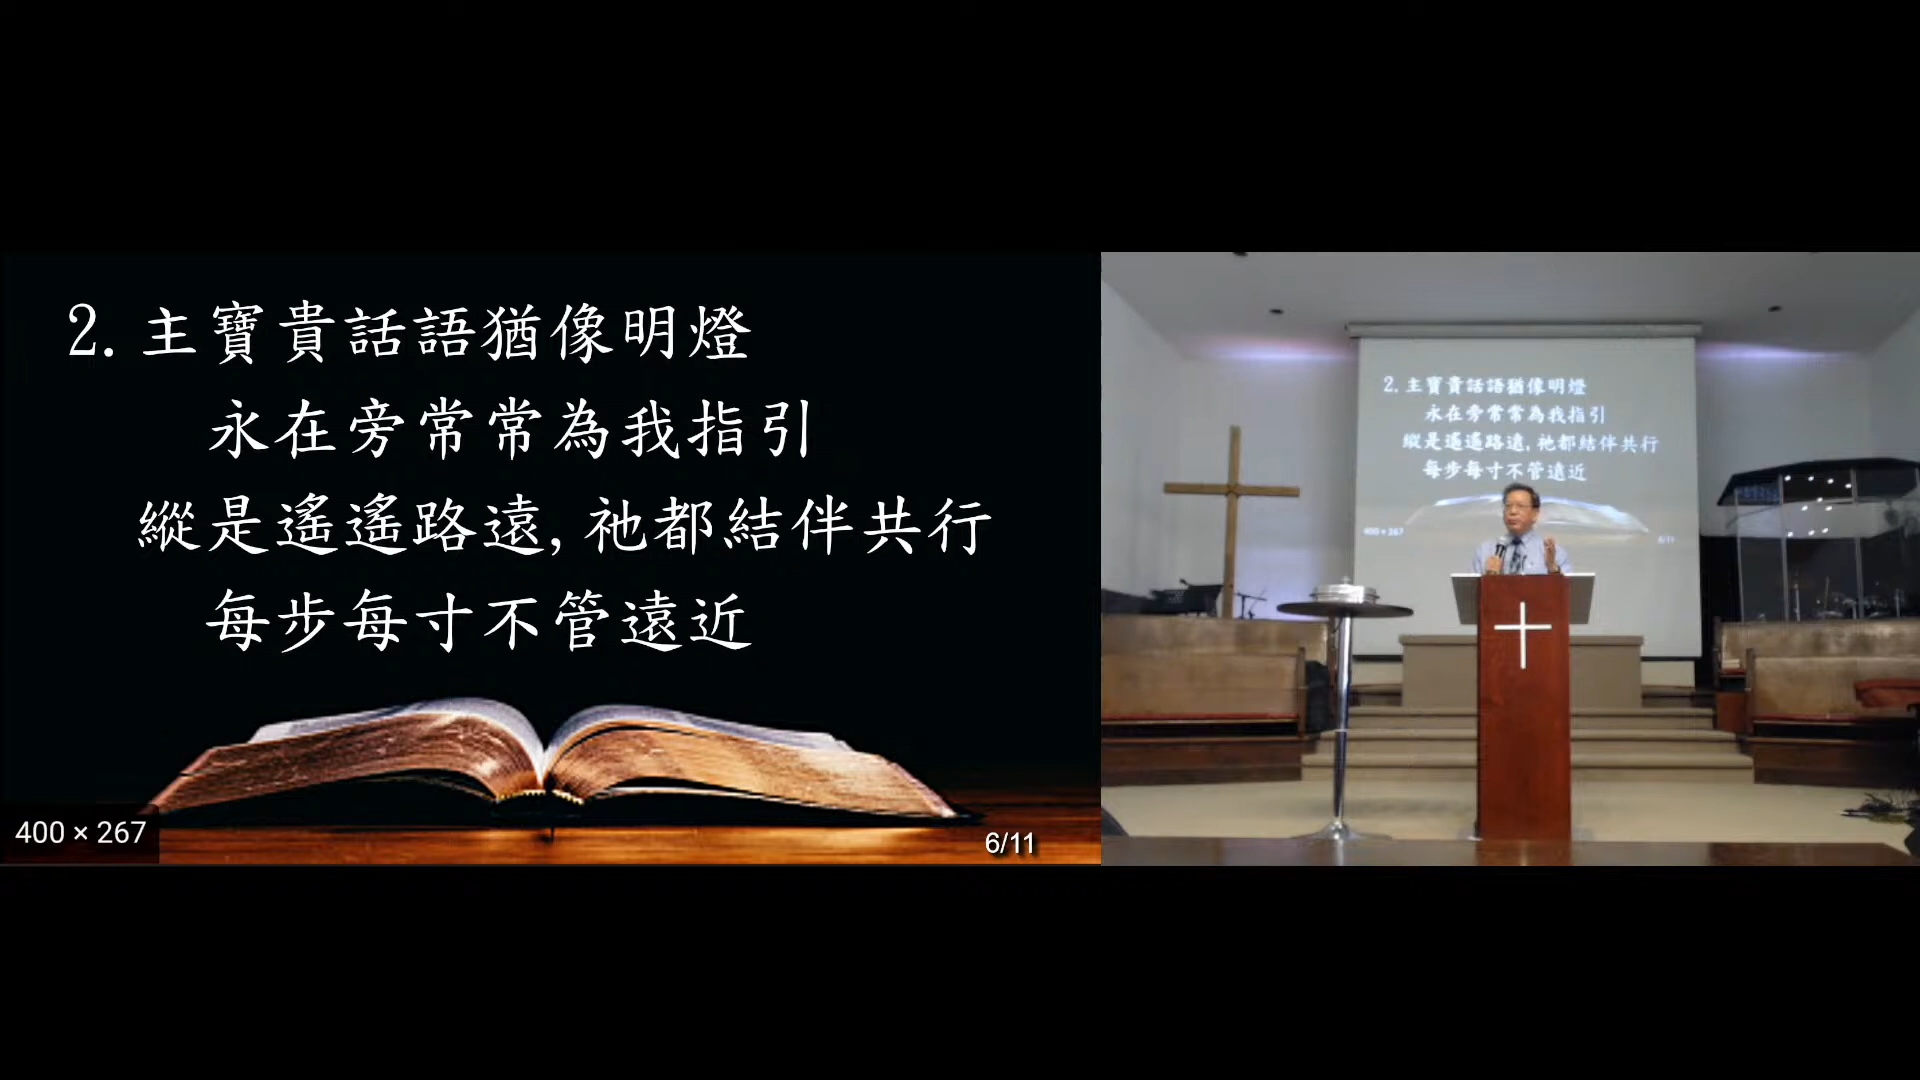 2. 主寶貴話語猶像明燈
永在旁常常為我指引
縱是遙遙路遠, 祂都結伴共行
每步每寸不管遠近
400 × 267
6/11
2. 主寶貴話語猶像明燈
永在旁常常為我指引
縱是遙遙路遠, 祂都結伴共行
每步每寸不管遠近
400 × 267
6/11